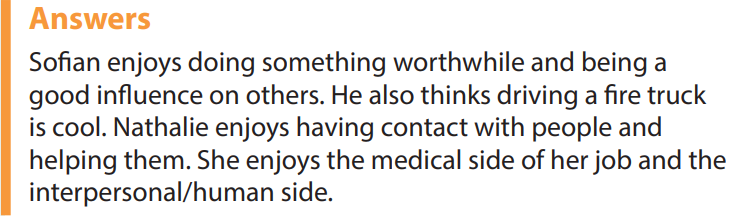 Answers
Sofian enjoys doing something worthwhile and being a
good influence on others. He also thinks driving a fire truck
is cool. Nathalie enjoys having contact with people and
helping them. She enjoys the medical side of her job and the
interpersonal/human side.